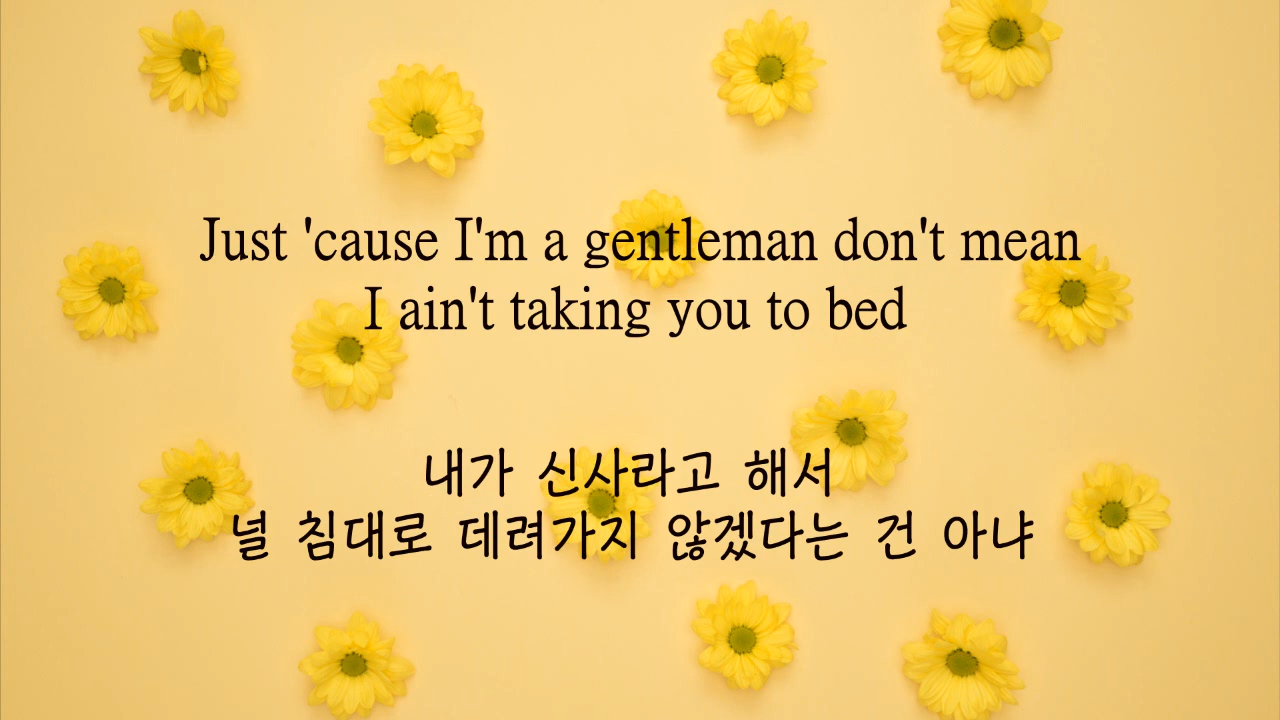 Just 'cause I'm a gentleman don't mean
I ain't taking you to bed
내가 신사라고 해서
널 침대로 데려가지 않겠다는 건 아냐